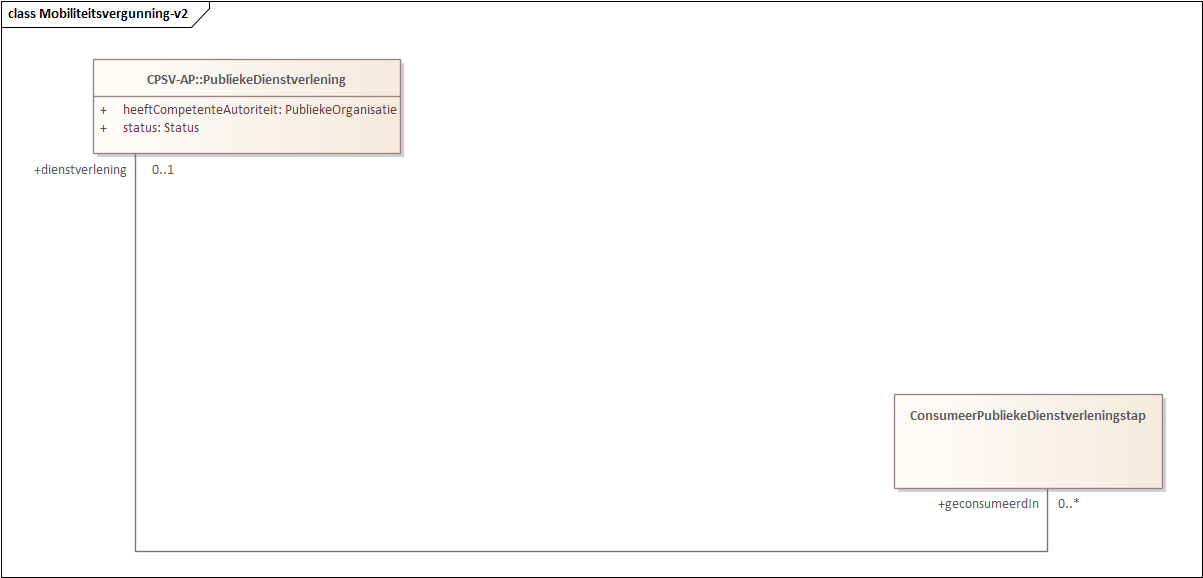 class Mobiliteitsvergunning-v2
CPSV-AP::PubliekeDienstverlening
+ heeftCompetenteAutoriteit: PubliekeOrganisatie
+ status: Status
+dienstverlening 0..1
ConsumeerPubliekeDienstverleningstap
+geconsumeerdIn 0..*